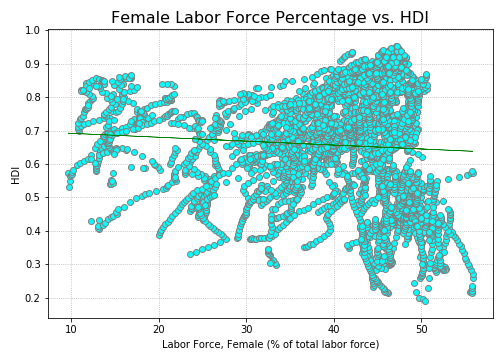 Female Labor Force Percentage vs. HDI
1.0
0.9
0.8
0.7
0.6
0.5
0.4
0.3
0.2
HDI
10 20 30 40 50
Labor Force, Female (% of total labor force)